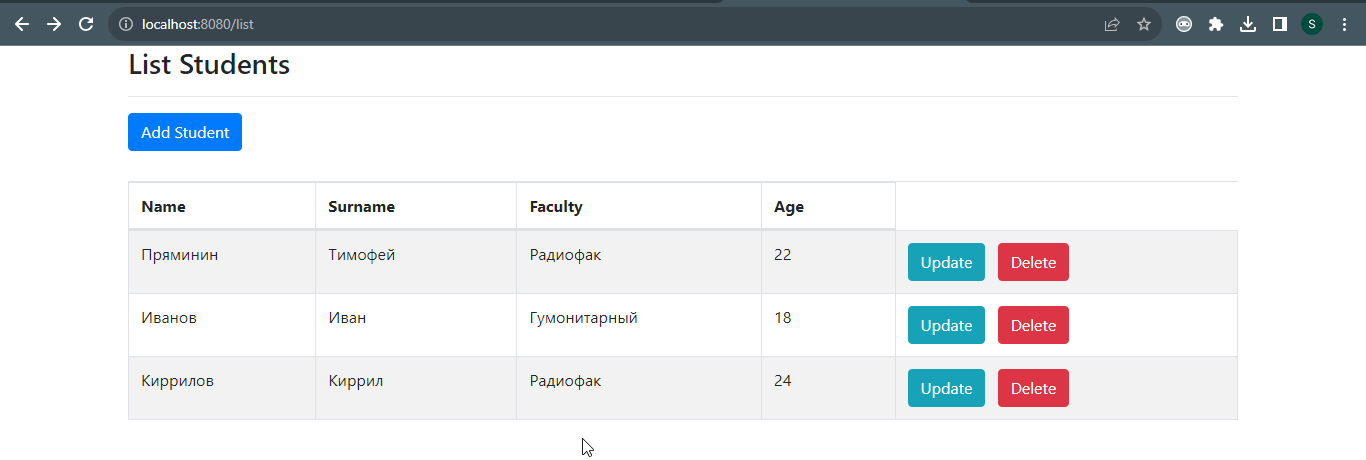 localhost:8080/list
S
List Students
Add Student
Name Surname Faculty Age
Пряминин Тимофей Радиофак 22 Update Delete
Иванов Иван Гумонитарный 18 Update Delete
Киррилов Киррил Радиофак 24 Update Delete